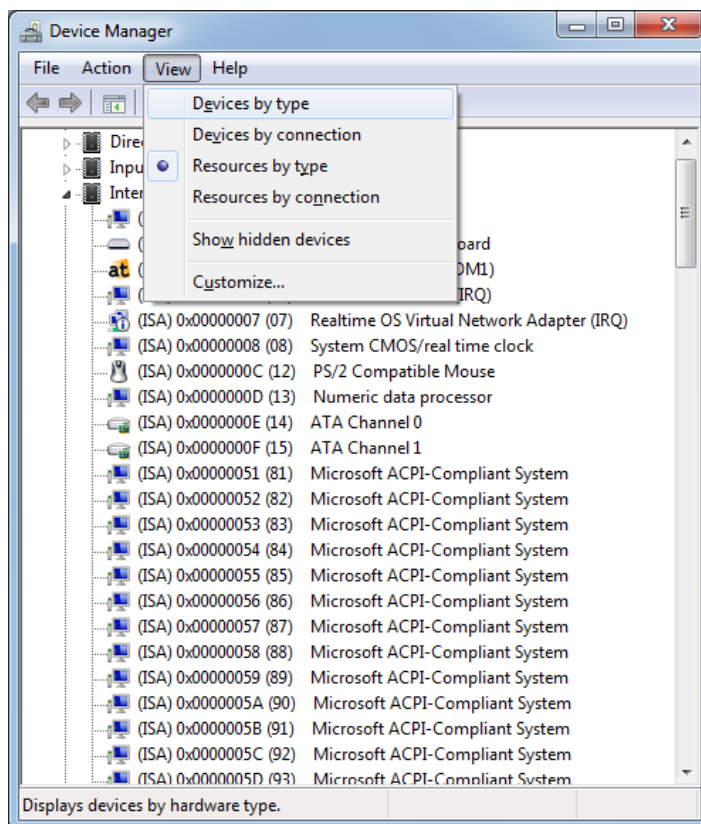 Device Manager
File Action View Help
Devices by type
Devices by connection
Resources by type
Resources by connection
Show hidden devices
Customize...
Dire
Inpu
Inter
(
( oard
at ( OM1)
( IRQ)
(ISA) 0x00000007 (07) Realtime OS Virtual Network Adapter (IRQ)
(ISA) 0x00000008 (08) System CMOS/real time clock
(ISA) 0x0000000C (12) PS/2 Compatible Mouse
(ISA) 0x0000000D (13) Numeric data processor
(ISA) 0x0000000E (14) ATA Channel 0
(ISA) 0x0000000F (15) ATA Channel 1
(ISA) 0x00000051 (81) Microsoft ACPI-Compliant System
(ISA) 0x00000052 (82) Microsoft ACPI-Compliant System
(ISA) 0x00000053 (83) Microsoft ACPI-Compliant System
(ISA) 0x00000054 (84) Microsoft ACPI-Compliant System
(ISA) 0x00000055 (85) Microsoft ACPI-Compliant System
(ISA) 0x00000056 (86) Microsoft ACPI-Compliant System
(ISA) 0x00000057 (87) Microsoft ACPI-Compliant System
(ISA) 0x00000058 (88) Microsoft ACPI-Compliant System
(ISA) 0x00000059 (89) Microsoft ACPI-Compliant System
(ISA) 0x0000005A (90) Microsoft ACPI-Compliant System
(ISA) 0x0000005B (91) Microsoft ACPI-Compliant System
(ISA) 0x0000005C (92) Microsoft ACPI-Compliant System
(ISA) 0x0000005D (93) Microsoft ACPI-Compliant System
Displays devices by hardware type.